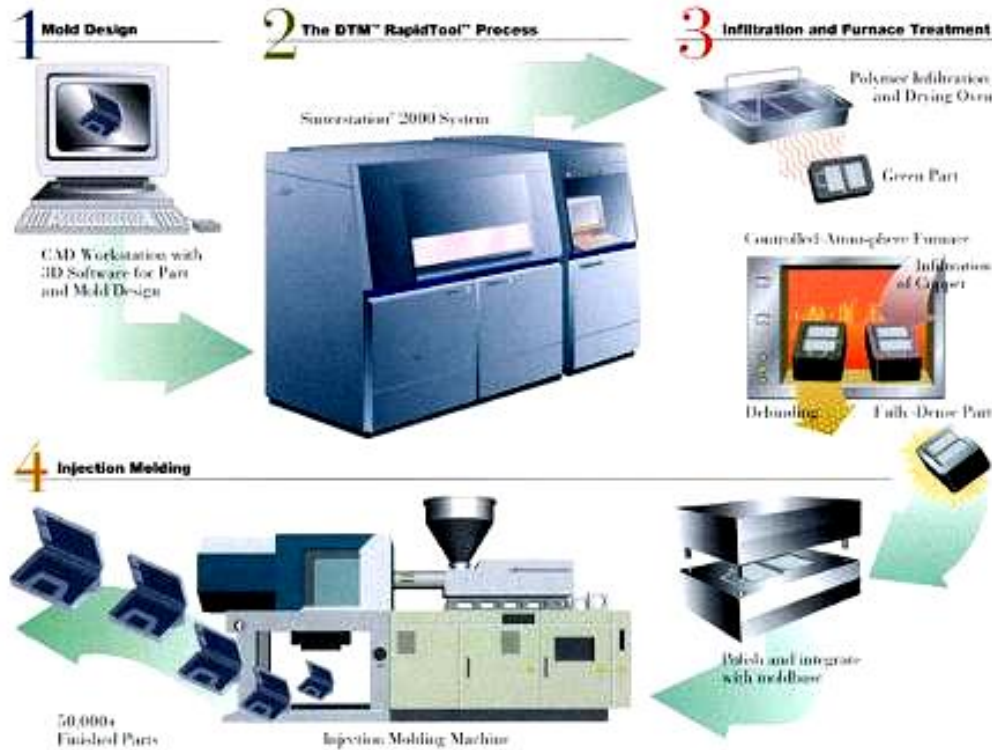 1 Mold Design
CAD Workstation with
3D Software for Part
and Mold Design
2 The DTM™ RapidTool™ Process
Sinterstation® 2000 System
3 Infiltration and Furnace Treatment
Polymer Infiltration
and Drying Oven
Green Part
Controlled-Atmosphere Furnace
Infiltration
of Copper
Debinding
Fully-Dense Part
4 Injection Molding
Polish and integrate
with moldbase
Injection Molding Machine
50,000+
Finished Parts